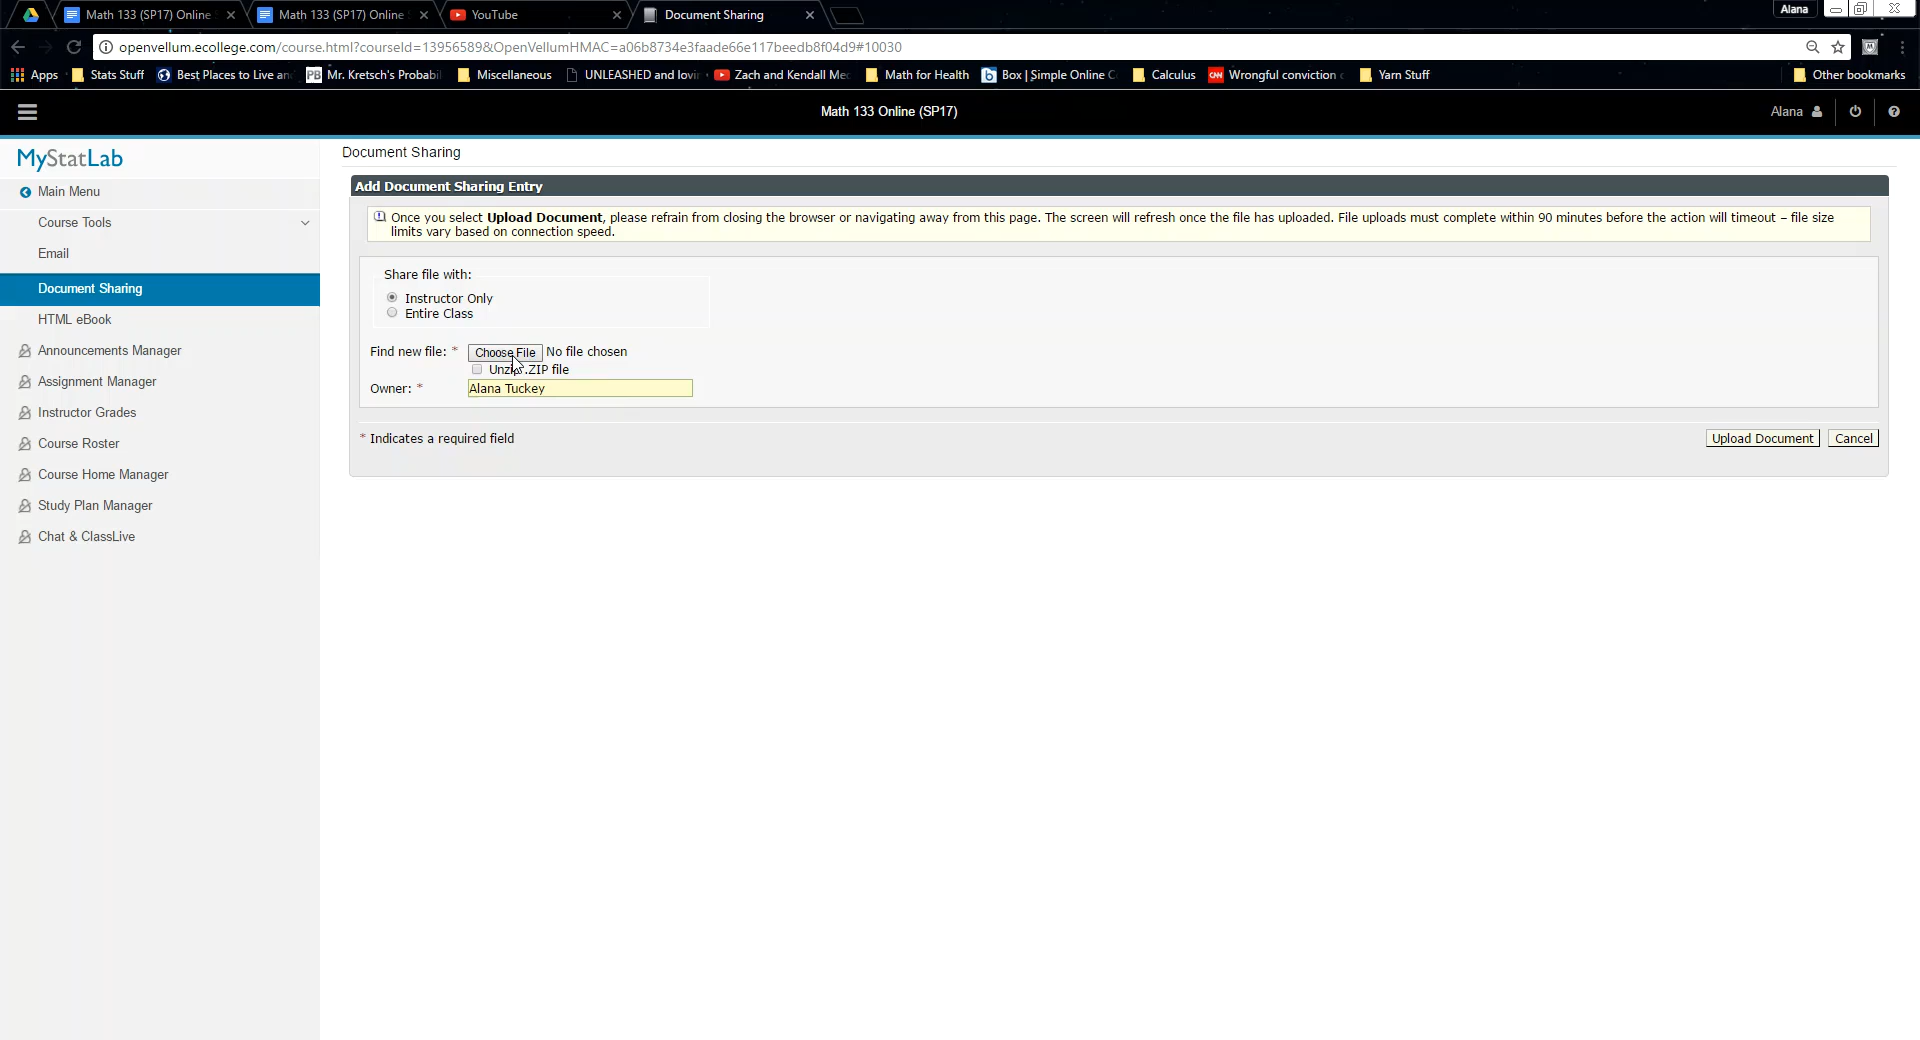 Math 133 (SP17) Online
Math 133 (SP17) Online
YouTube
Document Sharing
Alana
openvellum.ecollege.com/course.html?courseId=13956589&OpenVellumHMAC=a06b8734e3faade66e117beedb8f04d9#10030
Apps
Stats Stuff
Best Places to Live an
PB Mr. Kretsch's Probabil
Miscellaneous
UNLEASHED and lovin
Zach and Kendall Me
Math for Health
b Box | Simple Online C
Calculus
CNN Wrongful conviction
Yarn Stuff
Other bookmarks
Math 133 Online (SP17)
Alana
MyStatLab
Main Menu
Course Tools
Email
Document Sharing
HTML eBook
Announcements Manager
Assignment Manager
Instructor Grades
Course Roster
Course Home Manager
Study Plan Manager
Chat & ClassLive
Document Sharing
Add Document Sharing Entry
Once you select Upload Document, please refrain from closing the browser or navigating away from this page. The screen will refresh once the file has uploaded. File uploads must complete within 90 minutes before the action will timeout – file size
limits vary based on connection speed.
Share file with:
Instructor Only
Entire Class
Find new file: * Choose File No file chosen
Unzip .ZIP file
Owner: * Alana Tuckey
* Indicates a required field
Upload Document
Cancel